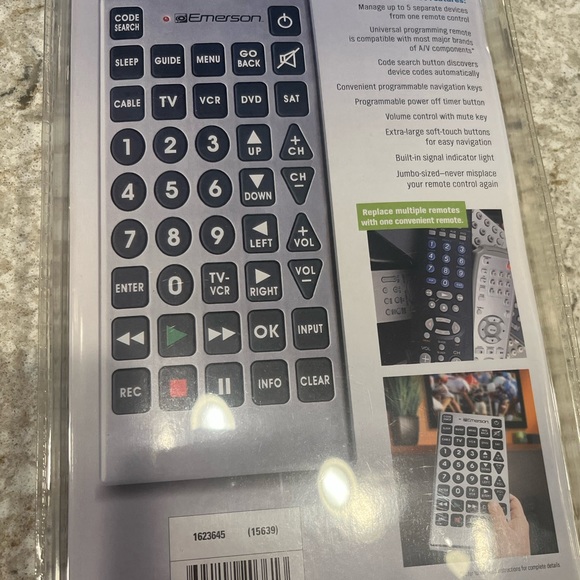 Manage up to 5 separate devices
from one remote control
Universal programming remote
is compatible with most major brands
of A/V components*
Code search button discovers
device codes automatically
Convenient programmable navigation keys
Programmable power off timer button
Volume control with mute key
Extra-large soft-touch buttons
for easy navigation
Built-in signal indicator light
Jumbo-sized—never misplace
your remote control again
Replace multiple remotes
with one convenient remote.
CODE
SEARCH
Emerson
SLEEP
GUIDE
MENU
GO
BACK
CABLE
TV
VCR
DVD
SAT
1
2
3
UP
+
CH
4
5
6
DOWN
CH
−
7
8
9
LEFT
+
VOL
ENTER
0
TV-
VCR
RIGHT
VOL
−
OK
INPUT
REC
INFO
CLEAR
1623645 (15639)
instructions for complete details